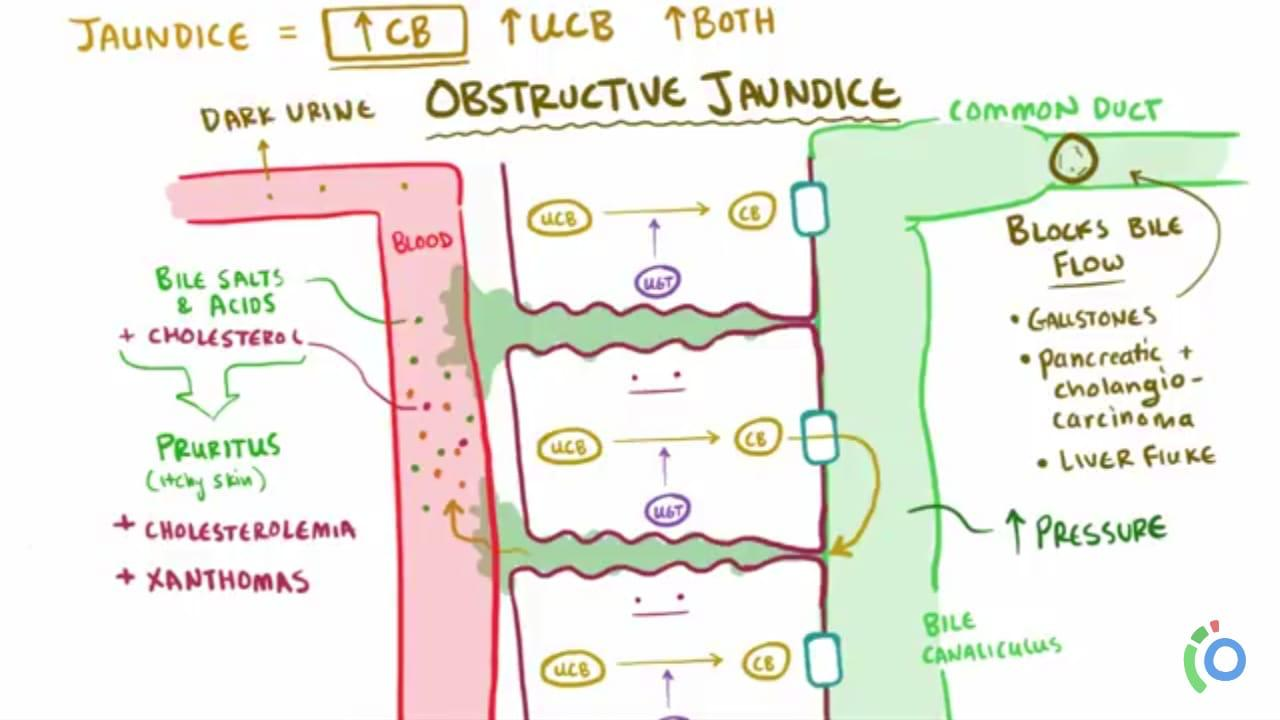 JAUNDICE = ↑CB ↑UCB ↑BOTH
OBSTRUCTIVE JAUNDICE
DARK URINE
COMMON DUCT
BLOOD
UCB → CB
UGT
BLOCKS BILE
FLOW
• GALLSTONES
• Pancreatic +
cholangio-
carcinoma
• LIVER FLUKE
BILE SALTS
& ACIDS
+ CHOLESTEROL
PRURITUS
(itchy skin)
+ CHOLESTEROLEMIA
+ XANTHOMAS
UCB → CB
UGT
↑ PRESSURE
BILE
CANALICULUS
UCB → CB